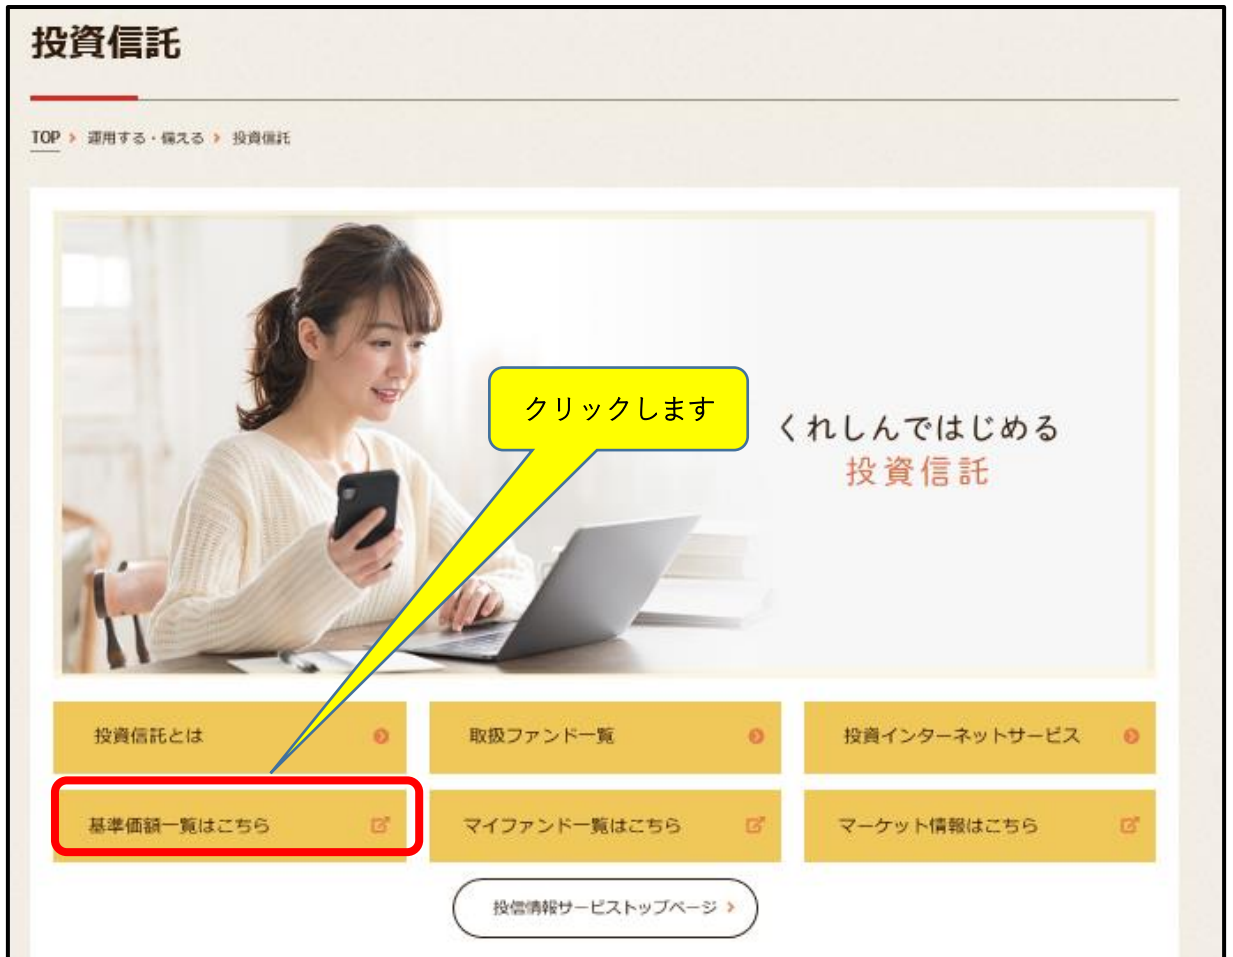 投資信託
TOP > 運用する・備える > 投資信託
クリックします
くれしんではじめる
投資信託
投資信託とは
取扱ファンド一覧
投資インターネットサービス
基準価額一覧はこちら
マイファンド一覧はこちら
マーケット情報はこちら
投信情報サービストップページ >